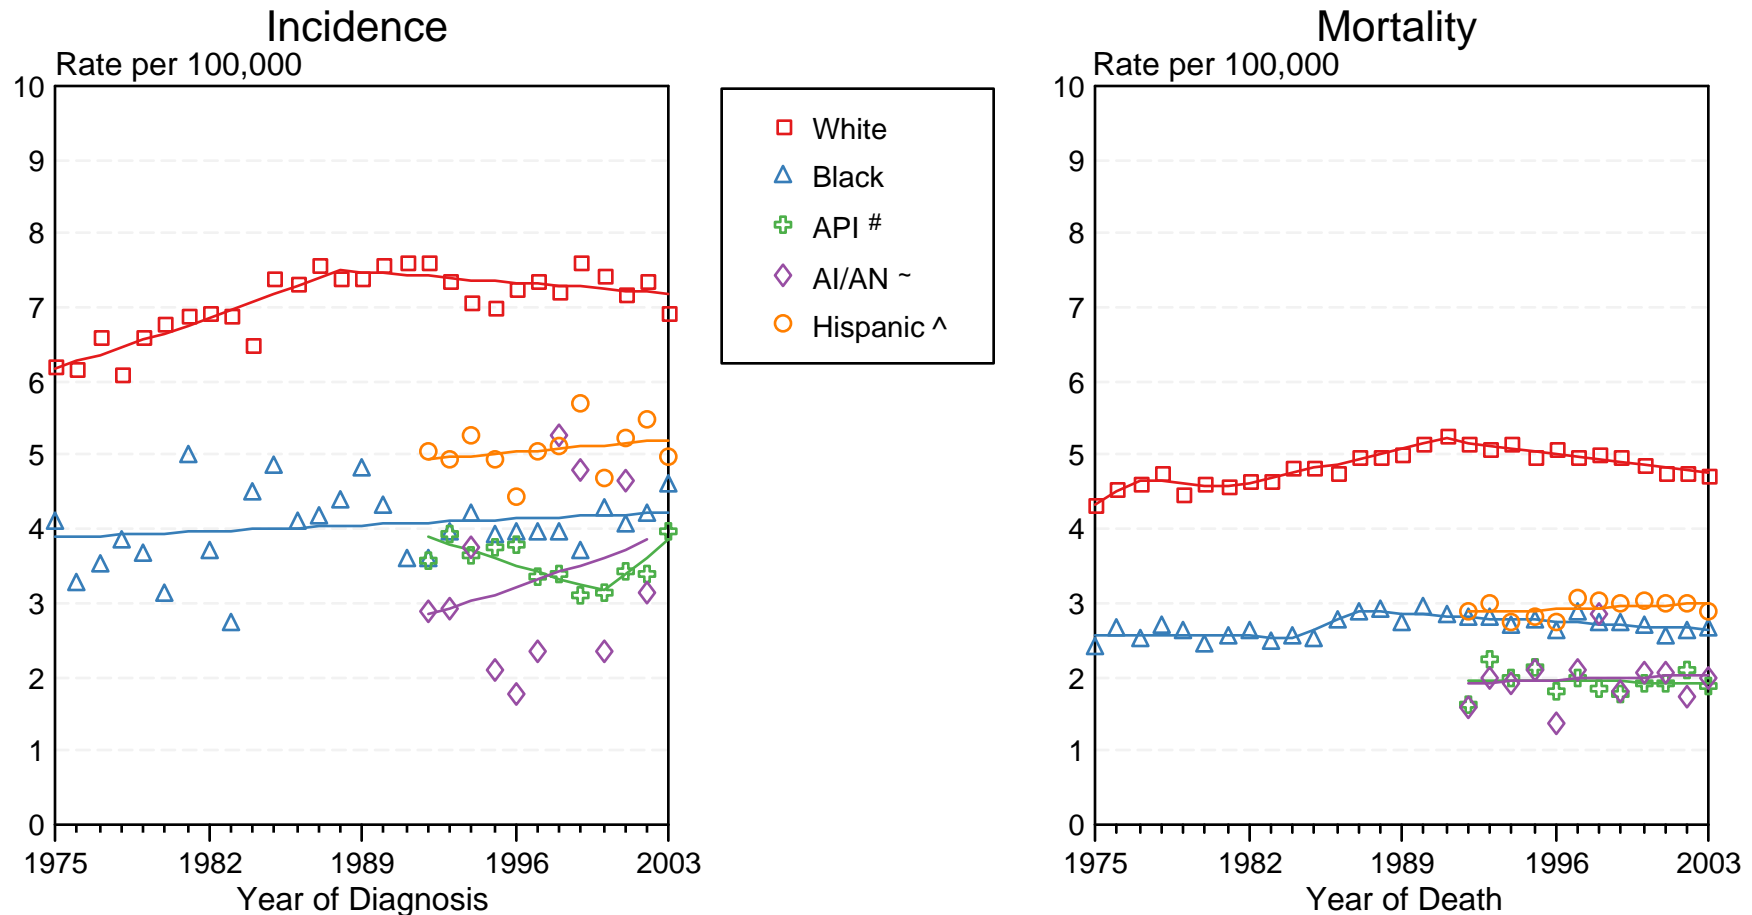 Incidence
Rate per 100,000
10
9
8
7
6
5
4
3
2
1
0
1975 1982 1989 1996 2003
Year of Diagnosis
White
Black
API #
AI/AN ~
Hispanic ^
Mortality
Rate per 100,000
10
9
8
7
6
5
4
3
2
1
0
1975 1982 1989 1996 2003
Year of Death